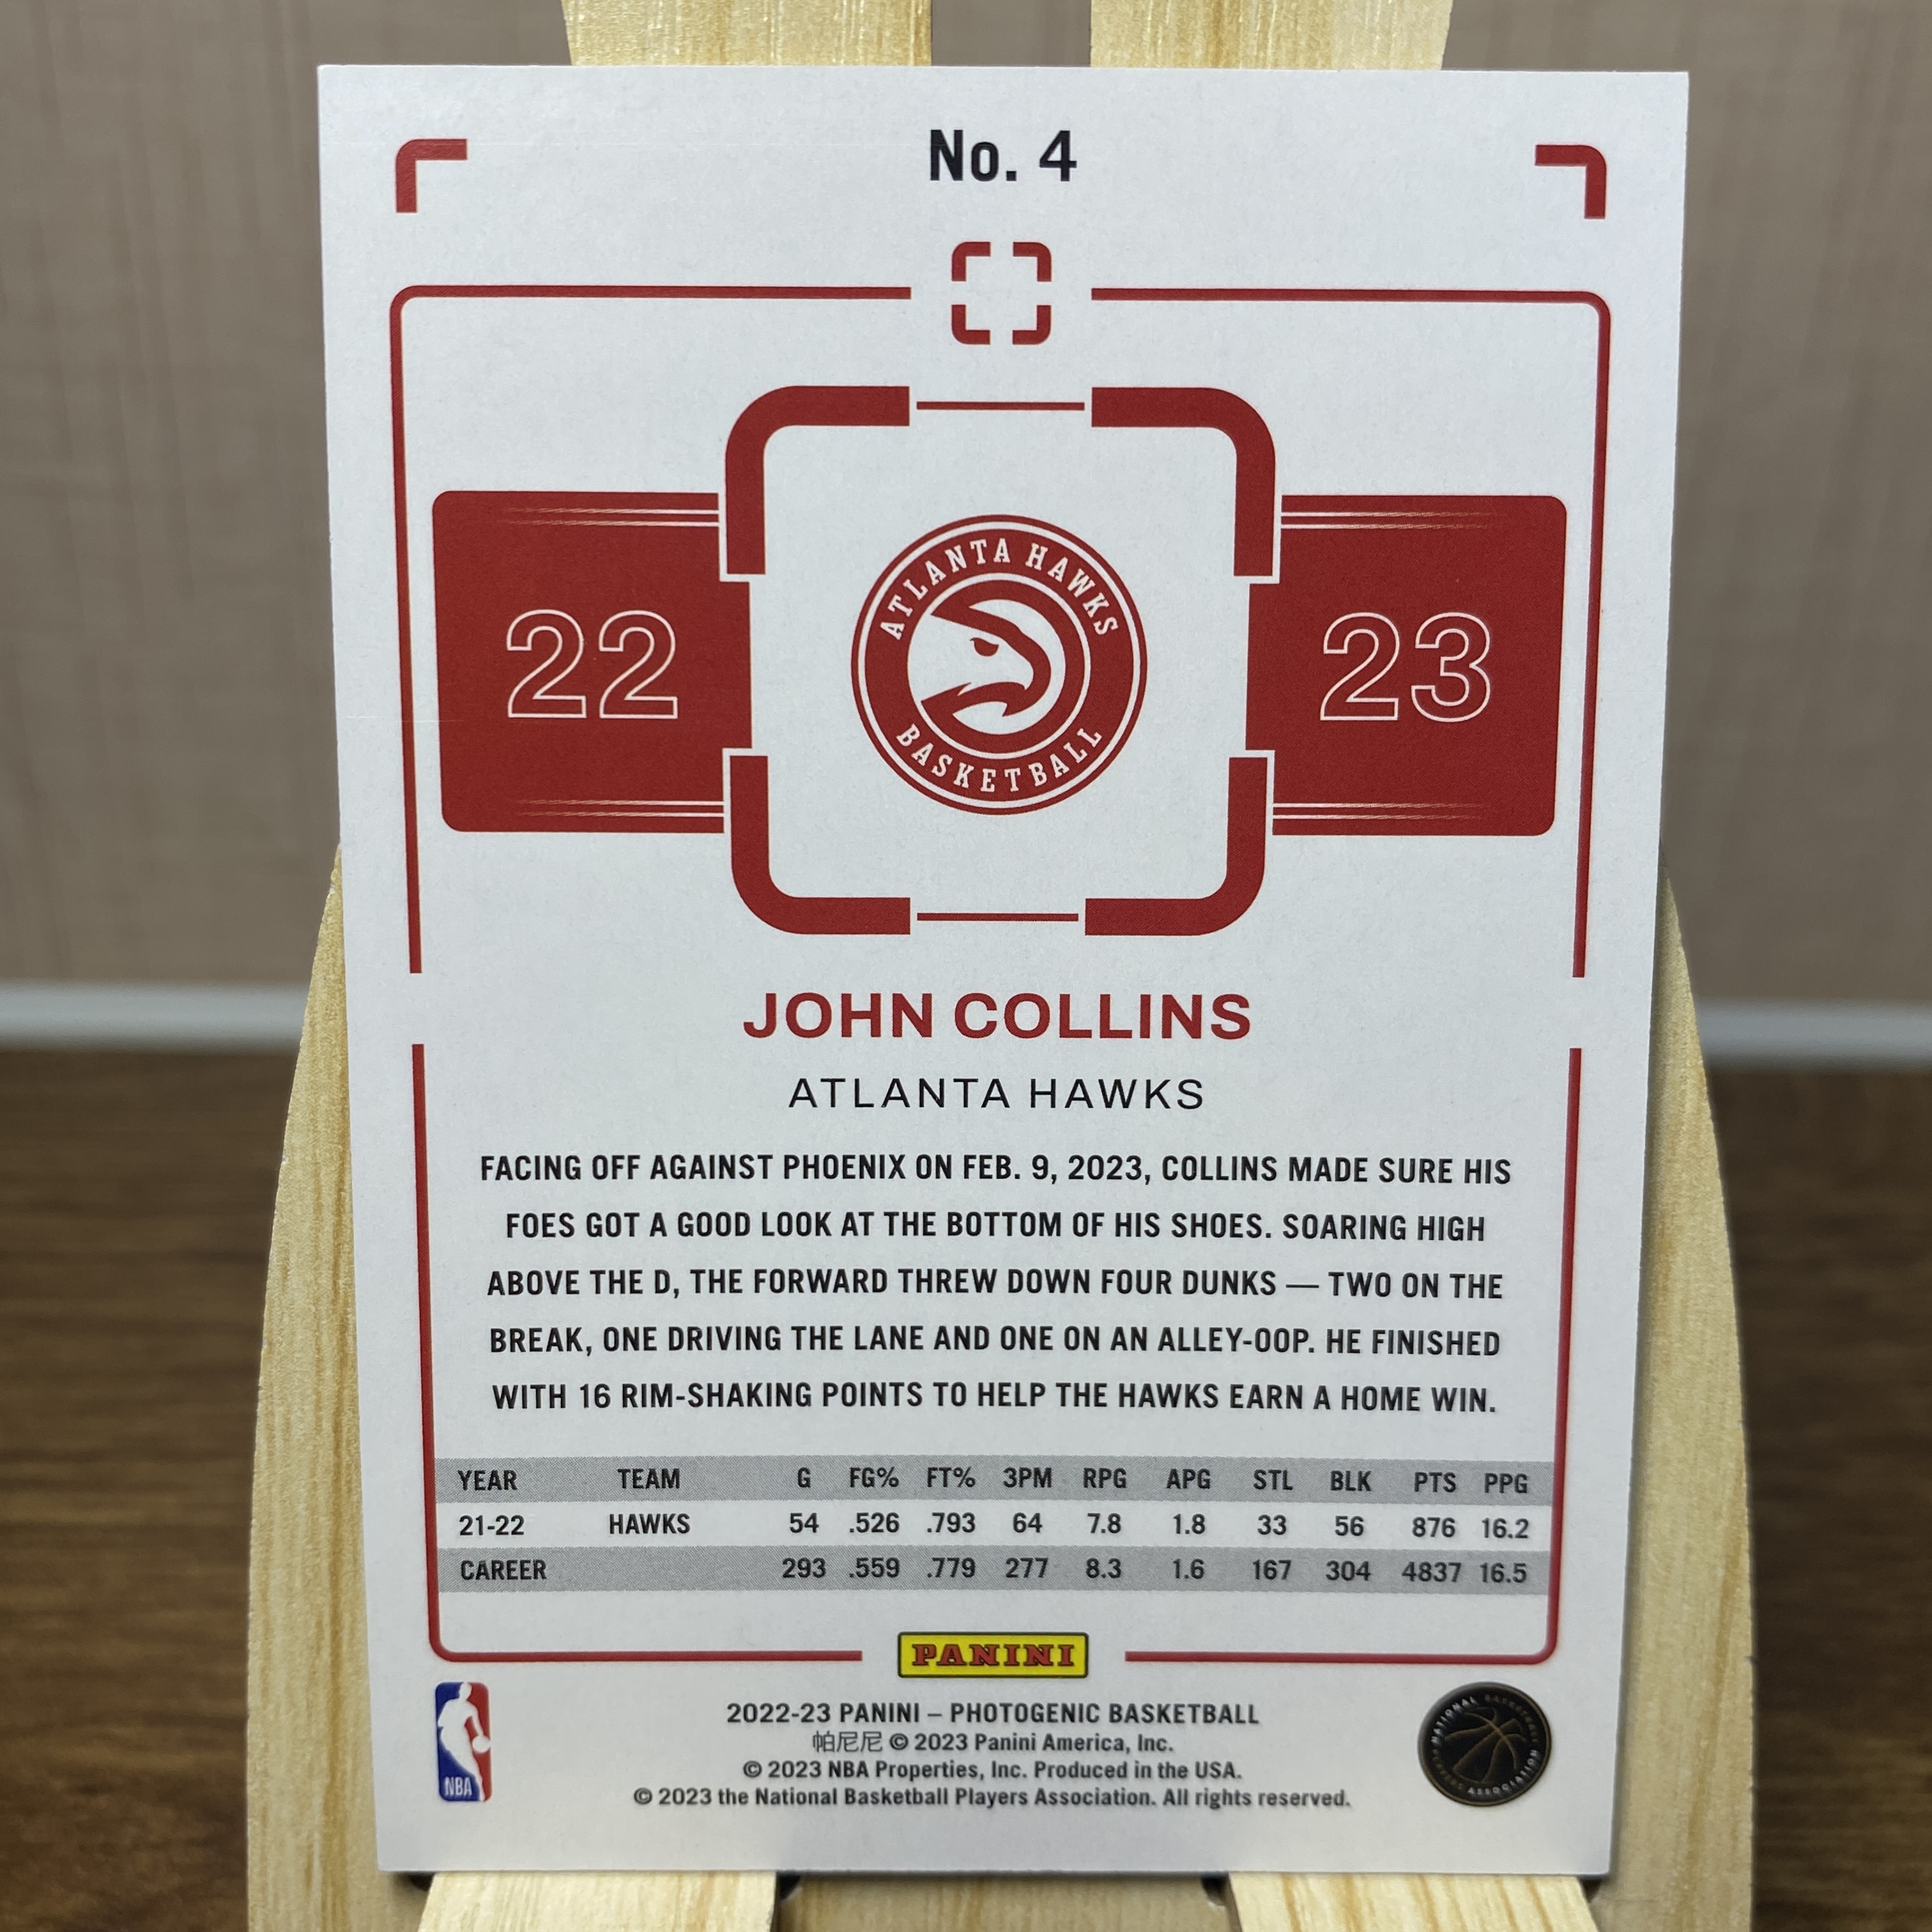 No. 4
22
ATLANTA HAWKS
BASKETBALL
23
JOHN COLLINS
ATLANTA HAWKS
FACING OFF AGAINST PHOENIX ON FEB. 9, 2023, COLLINS MADE SURE HIS
FOES GOT A GOOD LOOK AT THE BOTTOM OF HIS SHOES. SOARING HIGH
ABOVE THE D, THE FORWARD THREW DOWN FOUR DUNKS — TWO ON THE
BREAK, ONE DRIVING THE LANE AND ONE ON AN ALLEY-OOP. HE FINISHED
WITH 16 RIM-SHAKING POINTS TO HELP THE HAWKS EARN A HOME WIN.
YEAR TEAM G FG% FT% 3PM RPG APG STL BLK PTS PPG
21-22 HAWKS 54 .526 .793 64 7.8 1.8 33 56 876 16.2
CAREER 293 .559 .779 277 8.3 1.6 167 304 4837 16.5
PANINI
NBA
2022-23 PANINI – PHOTOGENIC BASKETBALL
帕尼尼 © 2023 Panini America, Inc.
© 2023 NBA Properties, Inc. Produced in the USA.
© 2023 the National Basketball Players Association. All rights reserved.
NATIONAL BASKETBALL
PLAYERS ASSOCIATION